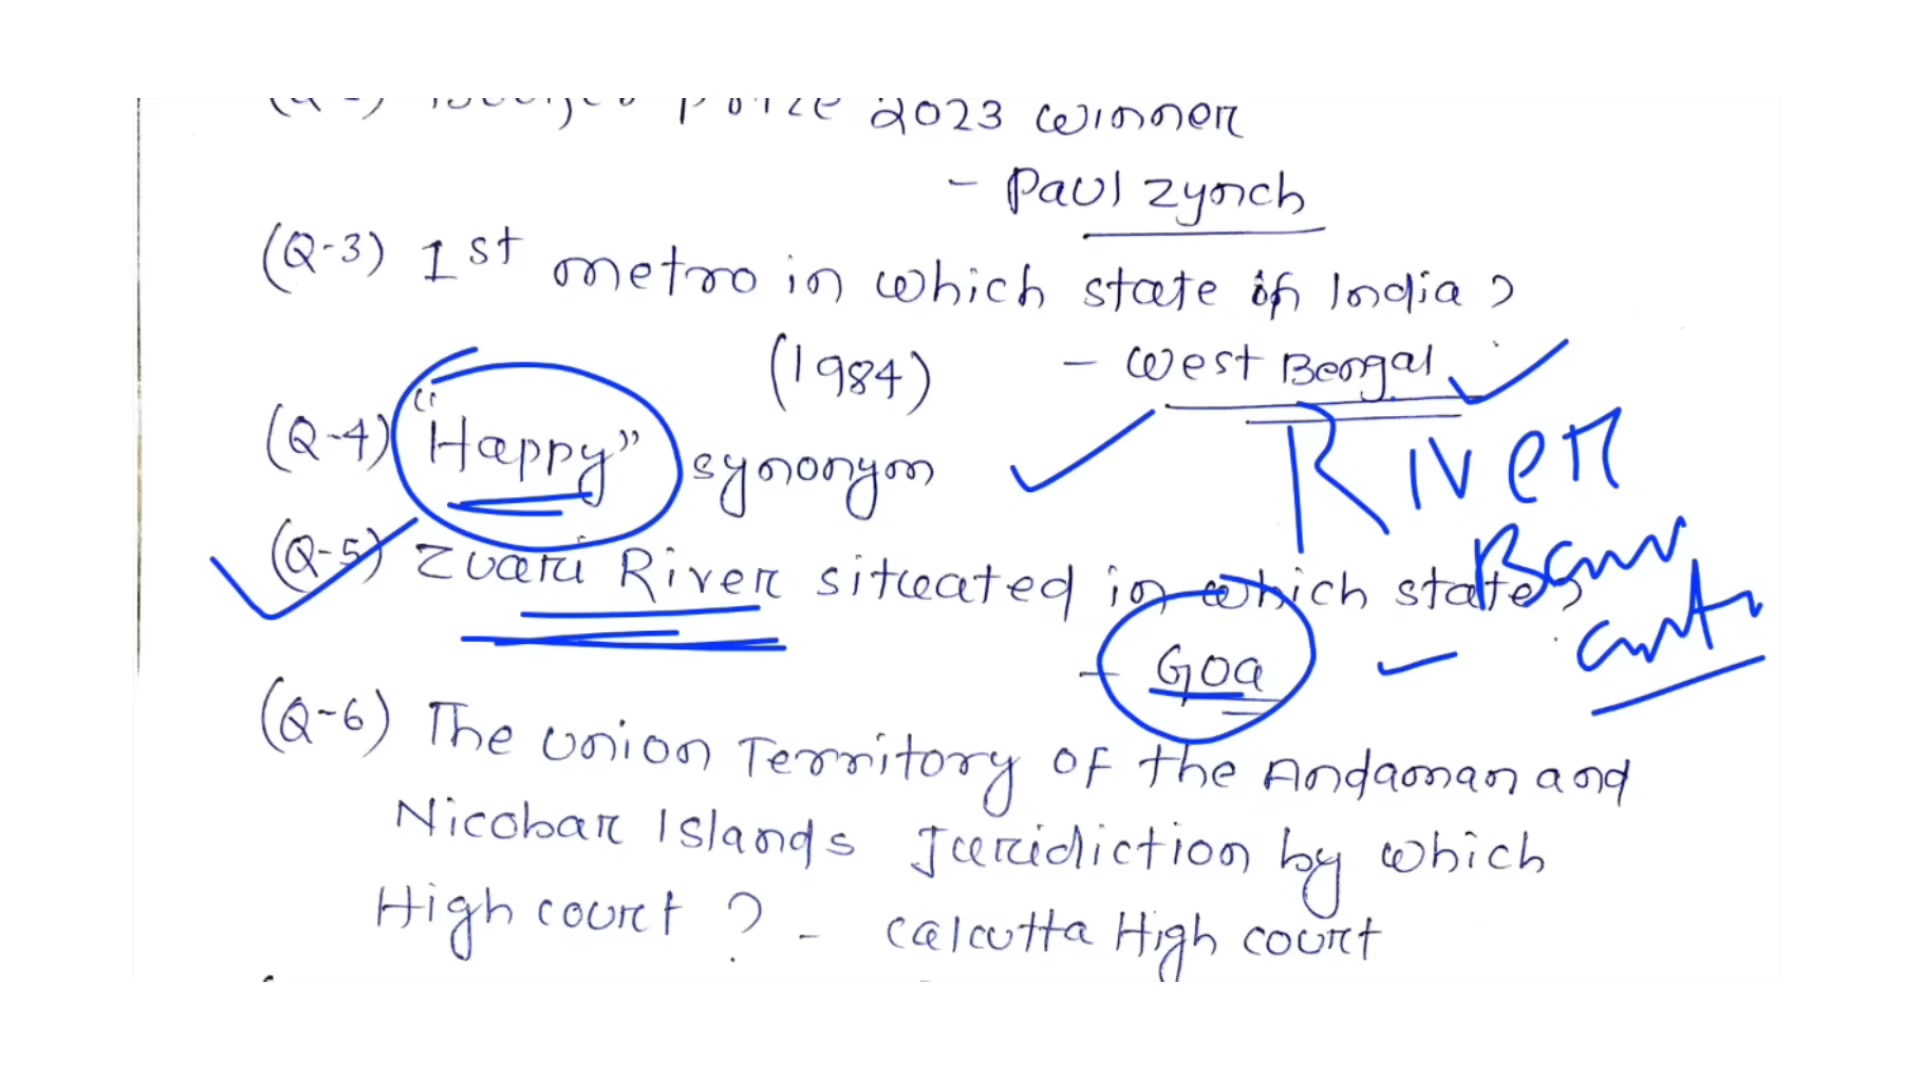 2023 winner
- Paul Zynch
(Q-3) 1st metro in which state of India?
(1984) - West Bengal
(Q-4) "Happy" synonym
River
(Q-5) Zuari River situated in which state?
- Goa -
(Q-6) The Union Territory of the Andaman and
Nicobar Islands Juridiction by which
High court ? - Calcutta High court